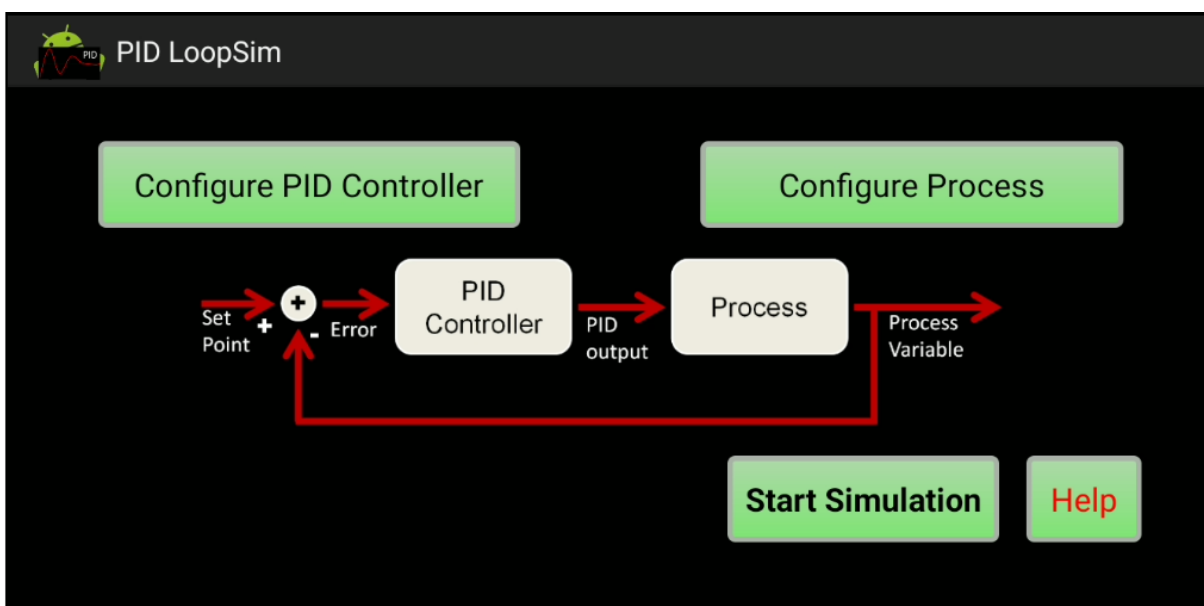 PID
PID LoopSim
Configure PID Controller
Configure Process
Set
Point
+
+
-
Error
PID
Controller
PID
output
Process
Process
Variable
Start Simulation
Help